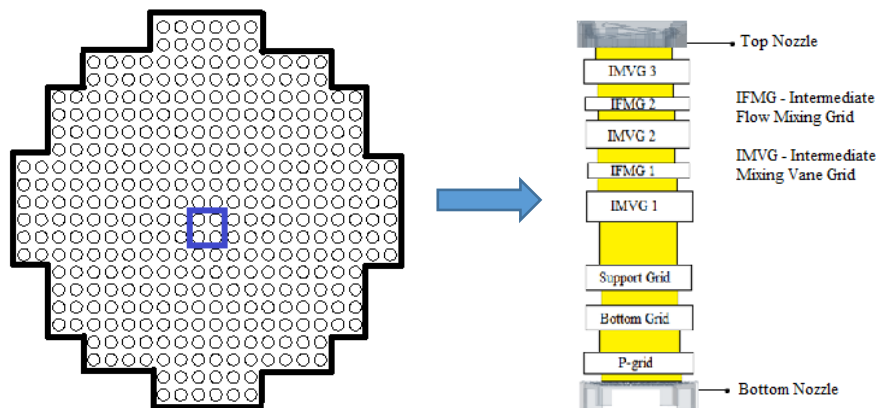 Top Nozzle
IMVG 3
IFMG 2
IFMG - Intermediate
Flow Mixing Grid
IMVG 2
IMVG - Intermediate
Mixing Vane Grid
IFMG 1
IMVG 1
Support Grid
Bottom Grid
P-grid
Bottom Nozzle